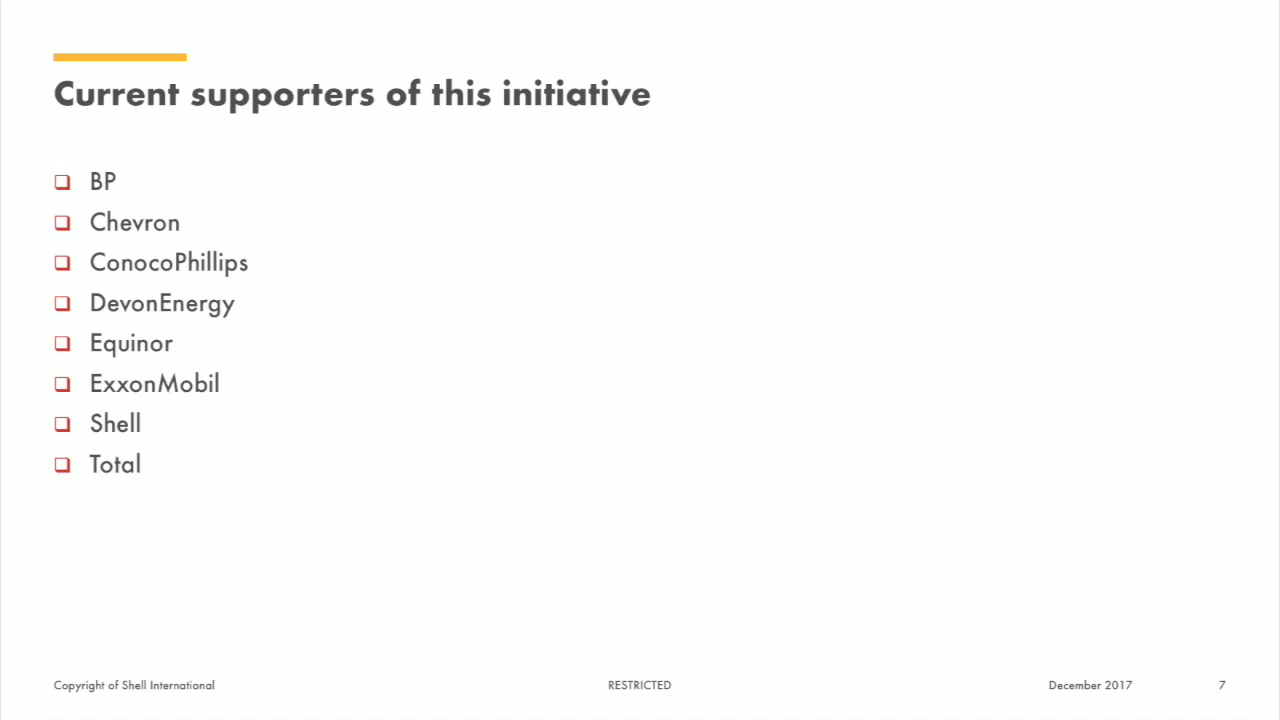 Current supporters of this initiative
BP
Chevron
ConocoPhillips
DevonEnergy
Equinor
ExxonMobil
Shell
Total
Copyright of Shell International
RESTRICTED
December 2017
7